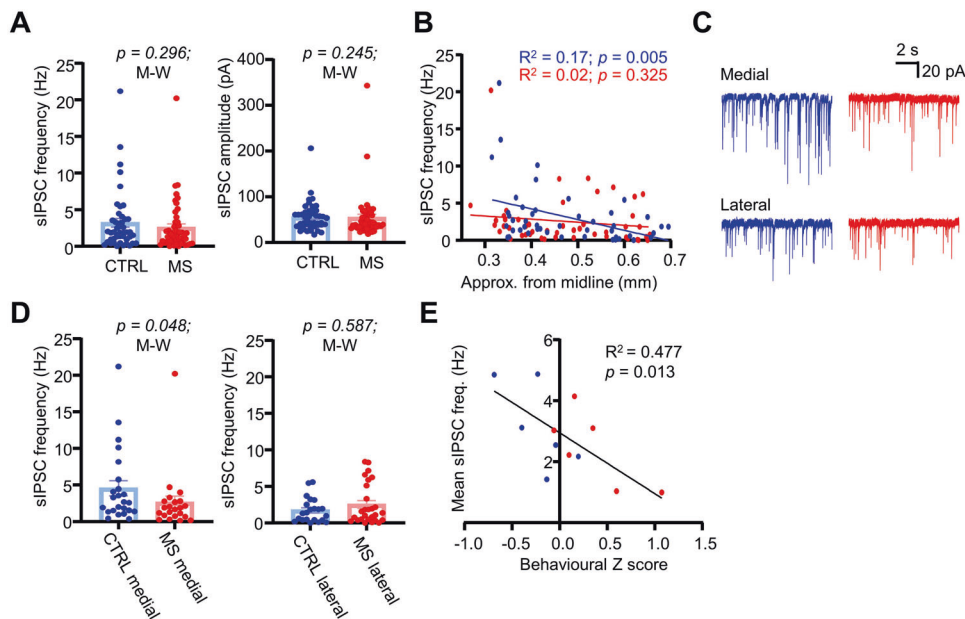 A
p = 0.296;
M-W
sIPSC frequency (Hz)
25
20
15
10
5
0
CTRL
MS
p = 0.245;
M-W
sIPSC amplitude (pA)
400
300
200
100
0
CTRL
MS
B
R² = 0.17; p = 0.005
R² = 0.02; p = 0.325
sIPSC frequency (Hz)
25
20
15
10
5
0
0.3
0.4
0.5
0.6
0.7
Approx. from midline (mm)
C
2 s
20 pA
Medial
Lateral
D
p = 0.048;
M-W
sIPSC frequency (Hz)
25
20
15
10
5
0
CTRL medial
MS medial
p = 0.587;
M-W
sIPSC frequency (Hz)
25
20
15
10
5
0
CTRL lateral
MS lateral
E
R² = 0.477
p = 0.013
Mean sIPSC freq. (Hz)
6
4
2
-1.0
-0.5
0.0
0.5
1.0
1.5
Behavioural Z score